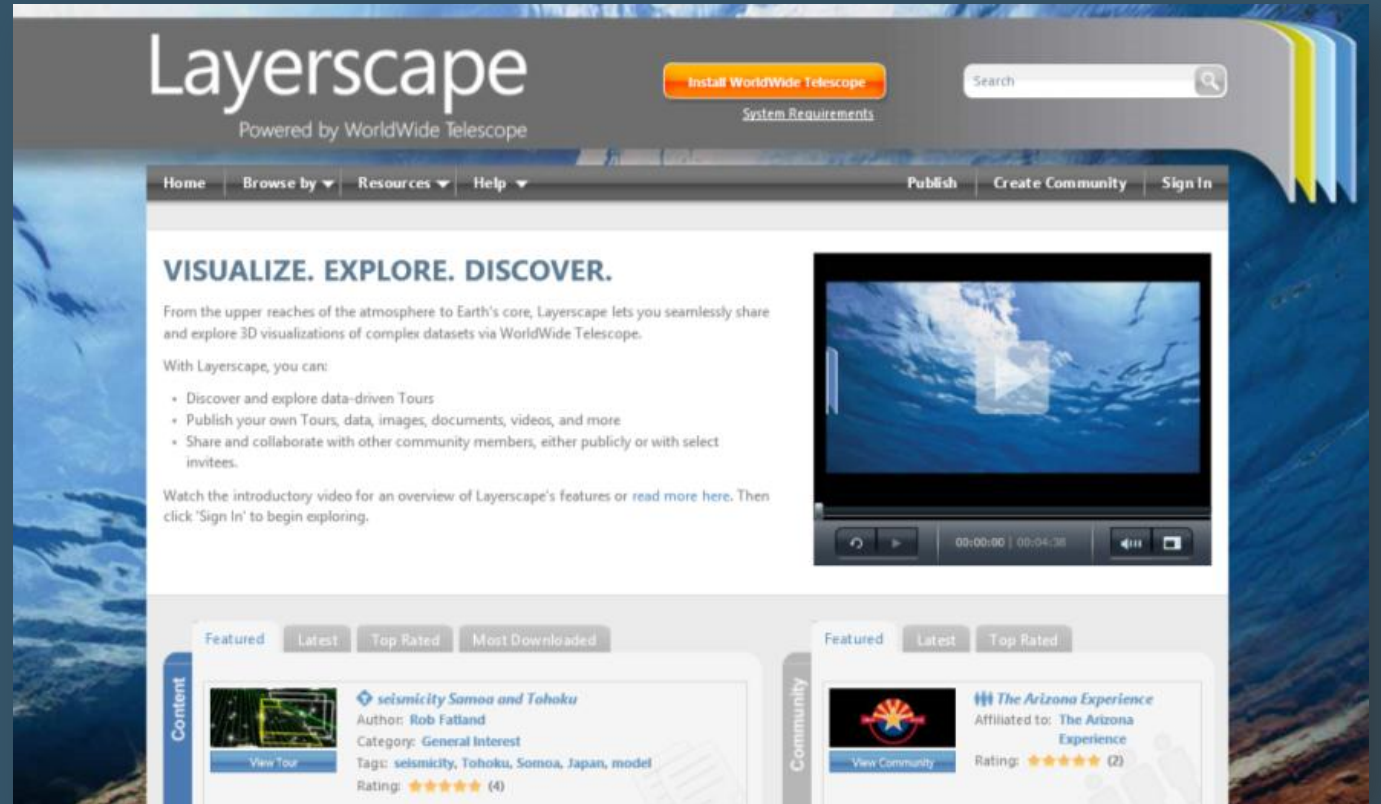 Layerscape
Powered by WorldWide Telescope
Install WorldWide Telescope
System Requirements
Search
Home Browse by Resources Help Publish Create Community Sign In
VISUALIZE. EXPLORE. DISCOVER.
From the upper reaches of the atmosphere to Earth's core, Layerscape lets you seamlessly share
and explore 3D visualizations of complex datasets via WorldWide Telescope.
With Layerscape, you can:
• Discover and explore data-driven Tours
• Publish your own Tours, data, images, documents, videos, and more
• Share and collaborate with other community members, either publicly or with select
invitees.
Watch the introductory video for an overview of Layerscape's features or read more here. Then
click 'Sign In' to begin exploring.
00:00:00 | 00:04:38
Featured Latest Top Rated Most Downloaded
Content
seismicity Samoa and Tohoku
Author: Rob Fatland
Category: General Interest
Tags: seismicity, Tohoku, Somoa, Japan, model
Rating: (4)
View Tour
Featured Latest Top Rated
Community
The Arizona Experience
Affiliated to: The Arizona
Experience
Rating: (2)
View Community